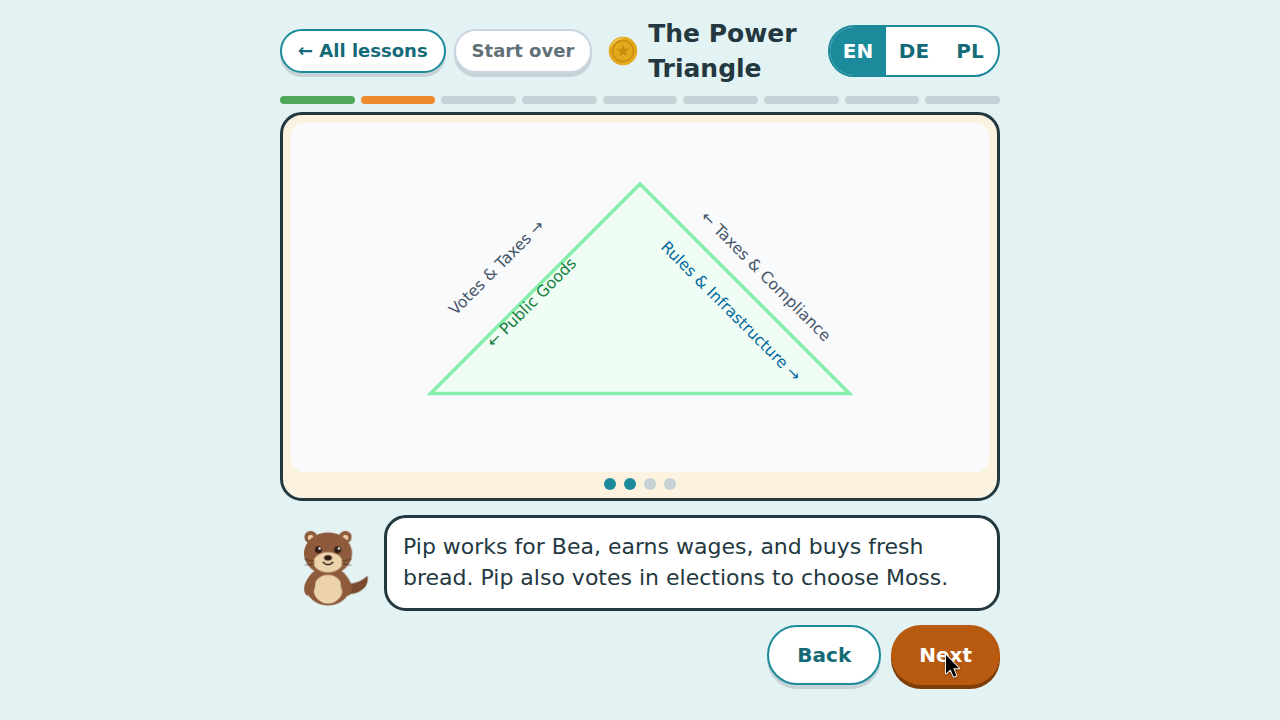 ← All lessons
Start over
The Power
Triangle
EN
DE
PL
Votes & Taxes →
← Public Goods
← Taxes & Compliance
Rules & Infrastructure →
Pip works for Bea, earns wages, and buys fresh
bread. Pip also votes in elections to choose Moss.
Back
Next